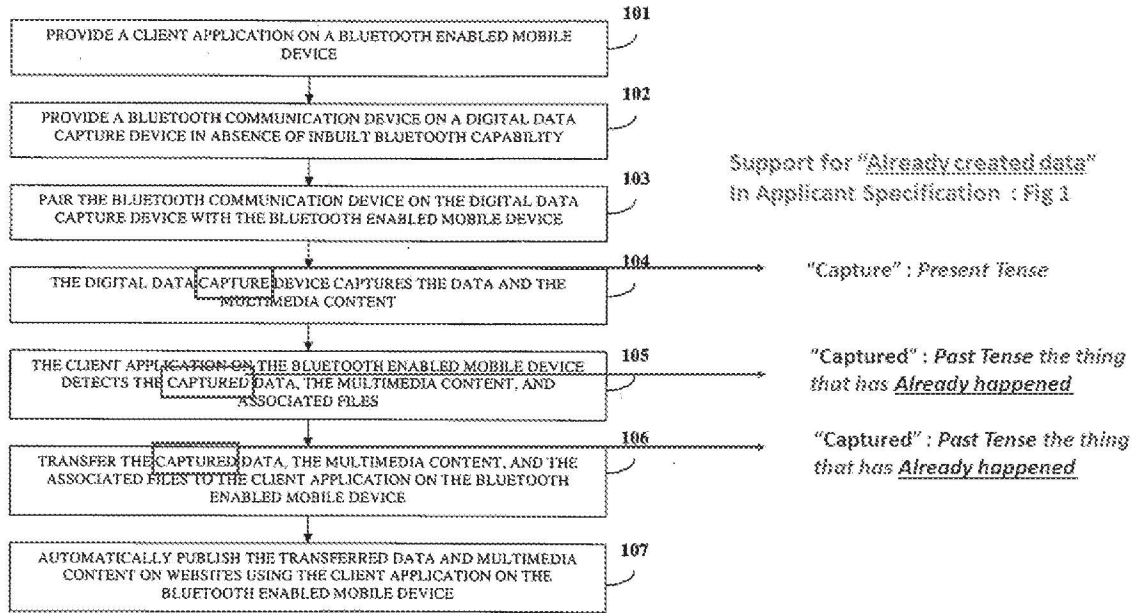 101
PROVIDE A CLIENT APPLICATION ON A BLUETOOTH ENABLED MOBILE
DEVICE
102
PROVIDE A BLUETOOTH COMMUNICATION DEVICE ON A DIGITAL DATA
CAPTURE DEVICE IN ABSENCE OF INBUILT BLUETOOTH CAPABILITY
103
PAIR THE BLUETOOTH COMMUNICATION DEVICE ON THE DIGITAL DATA
CAPTURE DEVICE WITH THE BLUETOOTH ENABLED MOBILE DEVICE
Support for "Already created data"
In Applicant Specification : Fig 1
104
THE DIGITAL DATA CAPTURE DEVICE CAPTURES THE DATA AND THE
MULTIMEDIA CONTENT
"Capture" : Present Tense
105
THE CLIENT APPLICATION ON THE BLUETOOTH ENABLED MOBILE DEVICE
DETECTS THE CAPTURED DATA, THE MULTIMEDIA CONTENT, AND
ASSOCIATED FILES
"Captured" : Past Tense the thing
that has Already happened
106
TRANSFER THE CAPTURED DATA, THE MULTIMEDIA CONTENT, AND THE
ASSOCIATED FILES TO THE CLIENT APPLICATION ON THE BLUETOOTH
ENABLED MOBILE DEVICE
"Captured" : Past Tense the thing
that has Already happened
107
AUTOMATICALLY PUBLISH THE TRANSFERRED DATA AND MULTIMEDIA
CONTENT ON WEBSITES USING THE CLIENT APPLICATION ON THE
BLUETOOTH ENABLED MOBILE DEVICE